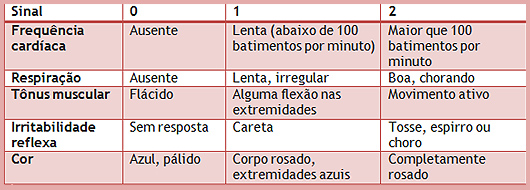 Sinal 0 1 2
Frequência Ausente Lenta (abaixo de 100 Maior que 100
cardíaca batimentos por minuto) batimentos por
minuto
Respiração Ausente Lenta, irregular Boa, chorando
Tônus muscular Flácido Alguma flexão nas Movimento ativo
extremidades
Irritabilidade Sem resposta Careta Tosse, espirro ou
reflexa choro
Cor Azul, pálido Corpo rosado, Completamente
extremidades azuis rosado